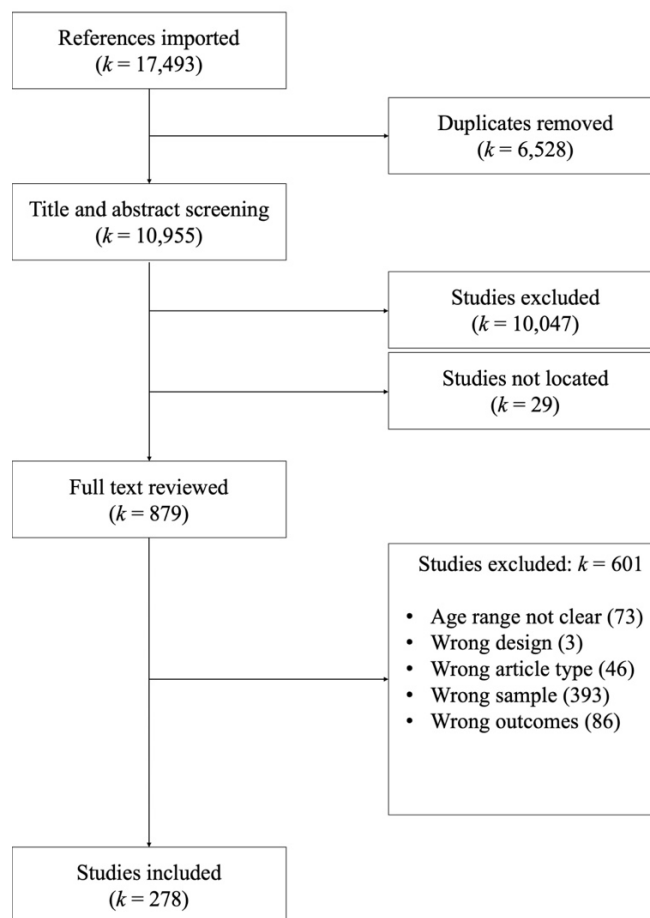 References imported
(k = 17,493)
Duplicates removed
(k = 6,528)
Title and abstract screening
(k = 10,955)
Studies excluded
(k = 10,047)
Studies not located
(k = 29)
Full text reviewed
(k = 879)
Studies excluded: k = 601
• Age range not clear (73)
• Wrong design (3)
• Wrong article type (46)
• Wrong sample (393)
• Wrong outcomes (86)
Studies included
(k = 278)